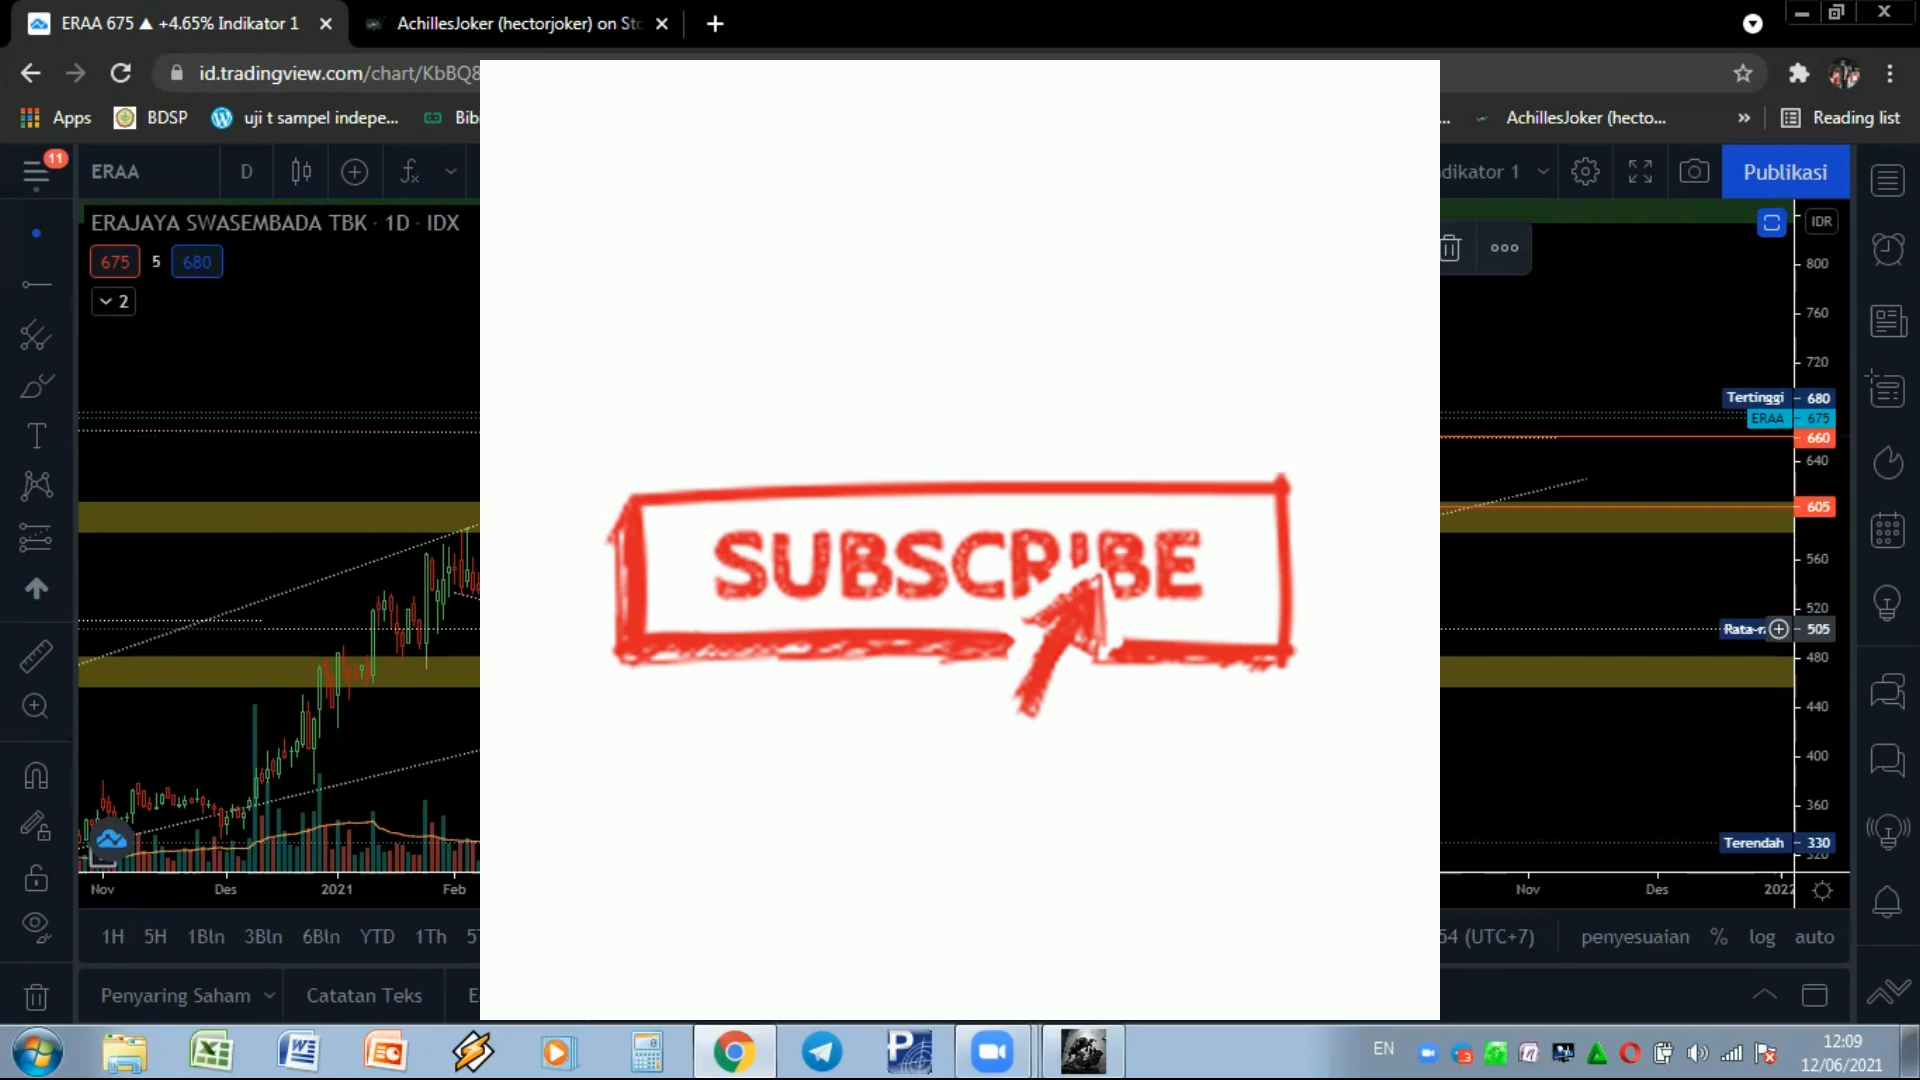 ERAA 675 ▲ +4.65% Indikator 1
AchillesJoker (hectorjoker) on Sto
id.tradingview.com/chart/KbBQ8
Apps
BDSP
uji t sampel indepe...
Bib
...
AchillesJoker (hecto...
»
Reading list
11
ERAA
D
dikator 1
Publikasi
ERAJAYA SWASEMBADA TBK · 1D · IDX
675
5
680
2
IDR
800
760
720
Tertinggi 680
ERAA 675
660
640
605
560
520
505
480
440
400
360
Terendah 330
320
SUBSCRIBE
Nov
Des
2021
Feb
Nov
Des
2022
1H
5H
1Bln
3Bln
6Bln
YTD
1Th
54 (UTC+7)
penyesuaian
%
log
auto
Penyaring Saham
Catatan Teks
EN
12:09
12/06/2021